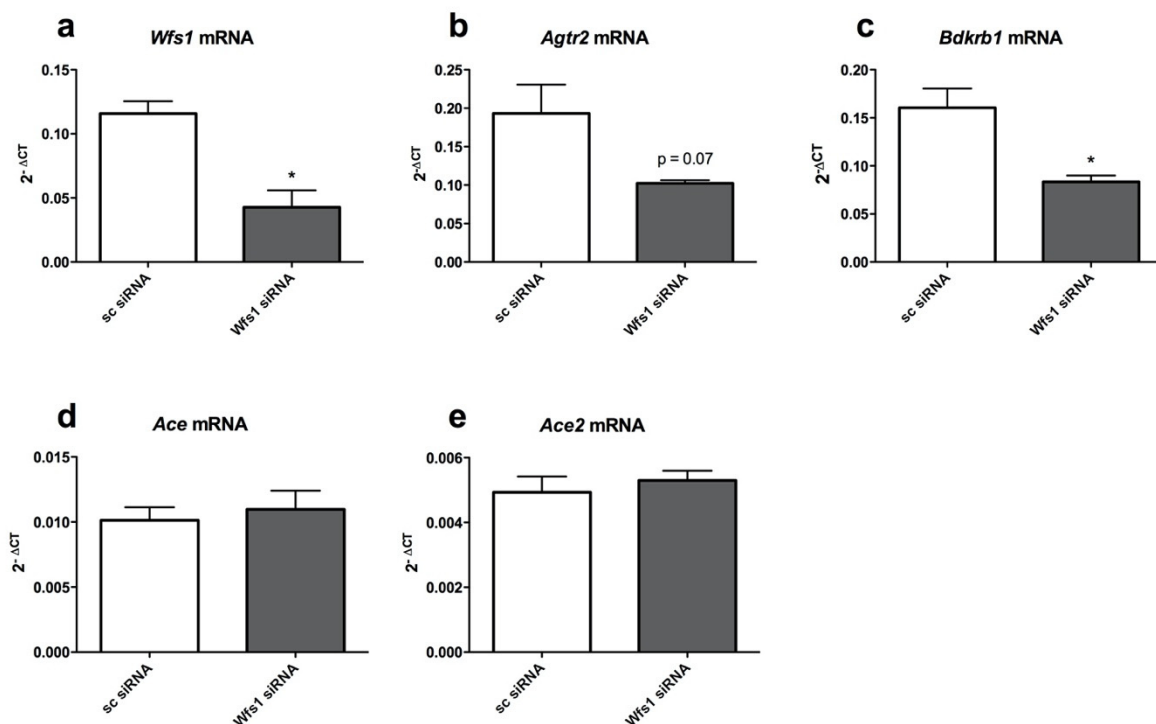 a
Wfs1 mRNA
0.15
0.10
0.05
0.00
2-ΔCT
*
sc siRNA
Wfs1 siRNA
b
Agtr2 mRNA
0.25
0.20
0.15
0.10
0.05
0.00
2-ΔCT
p = 0.07
sc siRNA
Wfs1 siRNA
c
Bdkrb1 mRNA
0.20
0.15
0.10
0.05
0.00
2-ΔCT
*
sc siRNA
Wfs1 siRNA
d
Ace mRNA
0.015
0.010
0.005
0.000
2- ΔCT
sc siRNA
Wfs1 siRNA
e
Ace2 mRNA
0.006
0.004
0.002
0.000
2- ΔCT
sc siRNA
Wfs1 siRNA